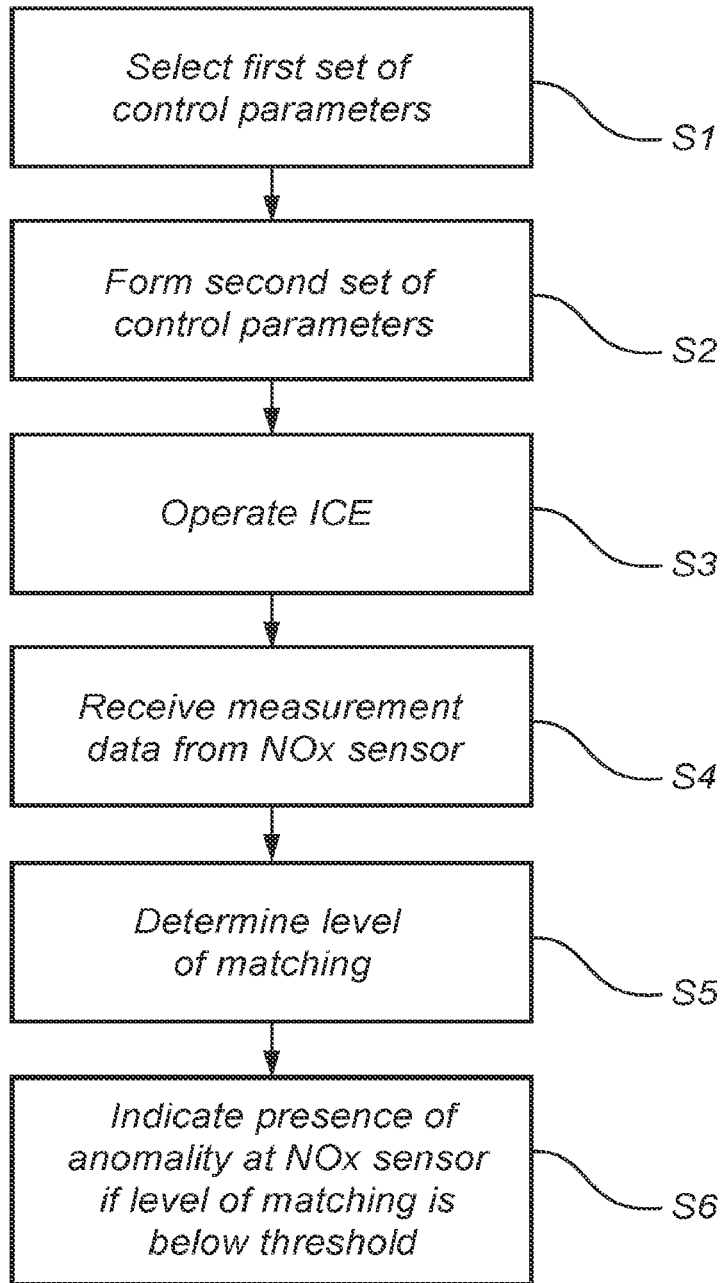 Select first set of
control parameters
S1
Form second set of
control parameters
S2
Operate ICE
S3
Receive measurement
data from NOx sensor
S4
Determine level
of matching
S5
Indicate presence of
anomality at NOx sensor
if level of matching is
below threshold
S6